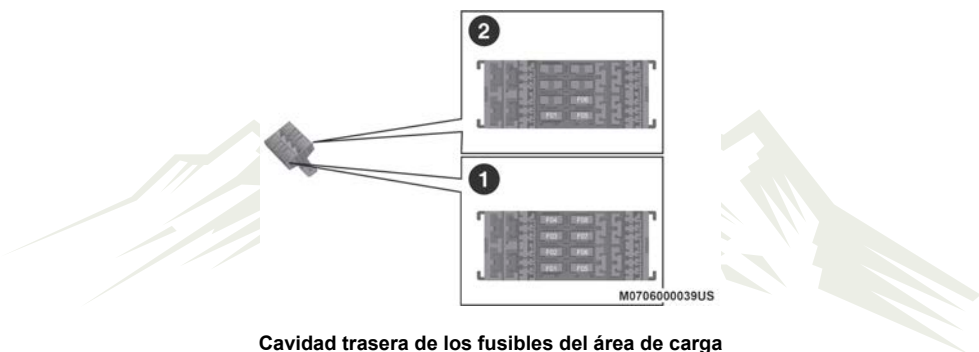 2
F06
F01 F05
1
F04 F08
F03 F07
F02 F06
F01 F05
M0706000039US
Cavidad trasera de los fusibles del área de carga